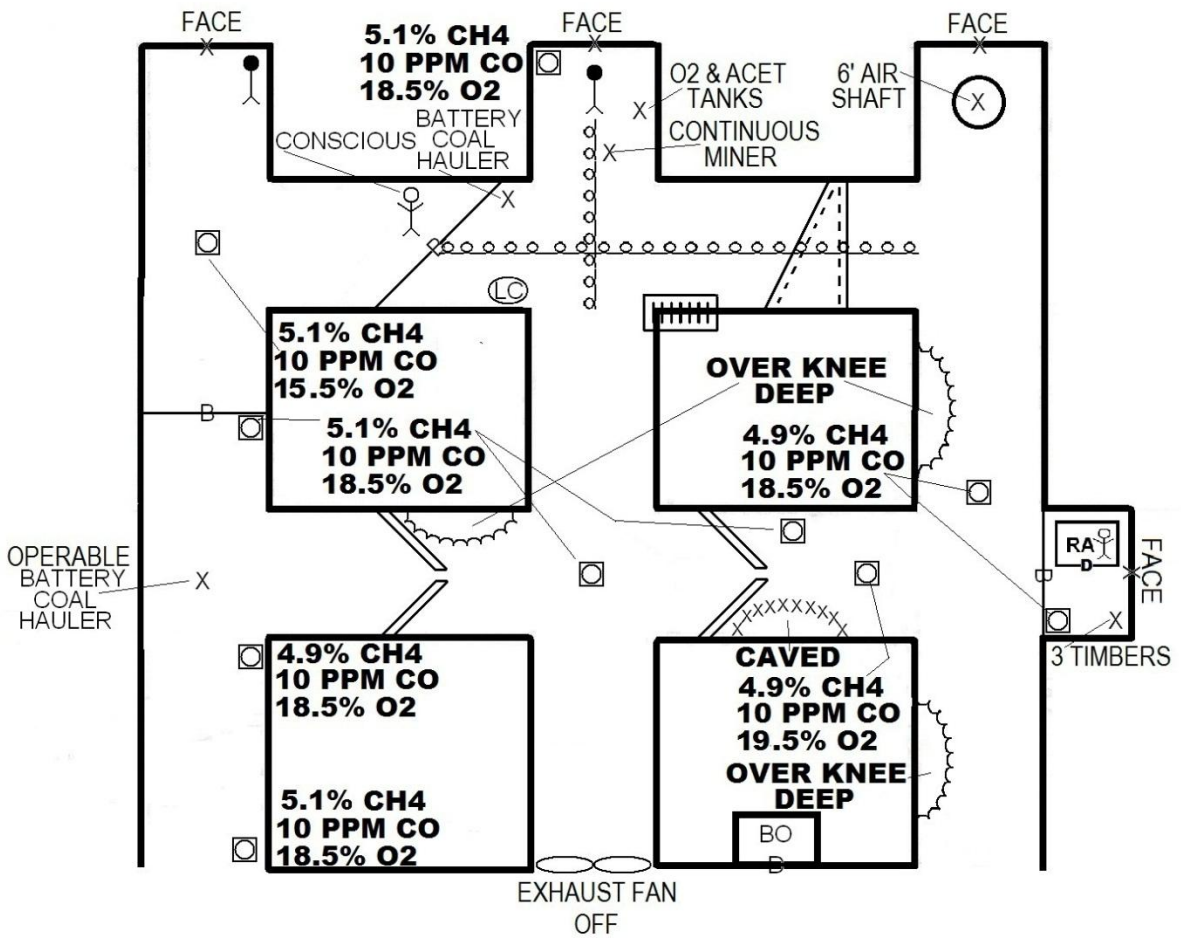 FACE
5.1% CH4
10 PPM CO
18.5% O2
FACE
FACE
O2 & ACET
TANKS
6' AIR
SHAFT
X
X
X
X
CONSCIOUS
BATTERY
COAL
HAULER
X
CONTINUOUS
MINER
X
X
B
LC
5.1% CH4
10 PPM CO
15.5% O2
B
5.1% CH4
10 PPM CO
18.5% O2
OVER KNEE
DEEP
4.9% CH4
10 PPM CO
18.5% O2
OPERABLE
BATTERY
COAL
HAULER
X
B
RA
D
FACE
X
X
3 TIMBERS
XXXXXXXXX
CAVED
4.9% CH4
10 PPM CO
18.5% O2
4.9% CH4
10 PPM CO
19.5% O2
OVER KNEE
DEEP
5.1% CH4
10 PPM CO
18.5% O2
BO
B
EXHAUST FAN
OFF